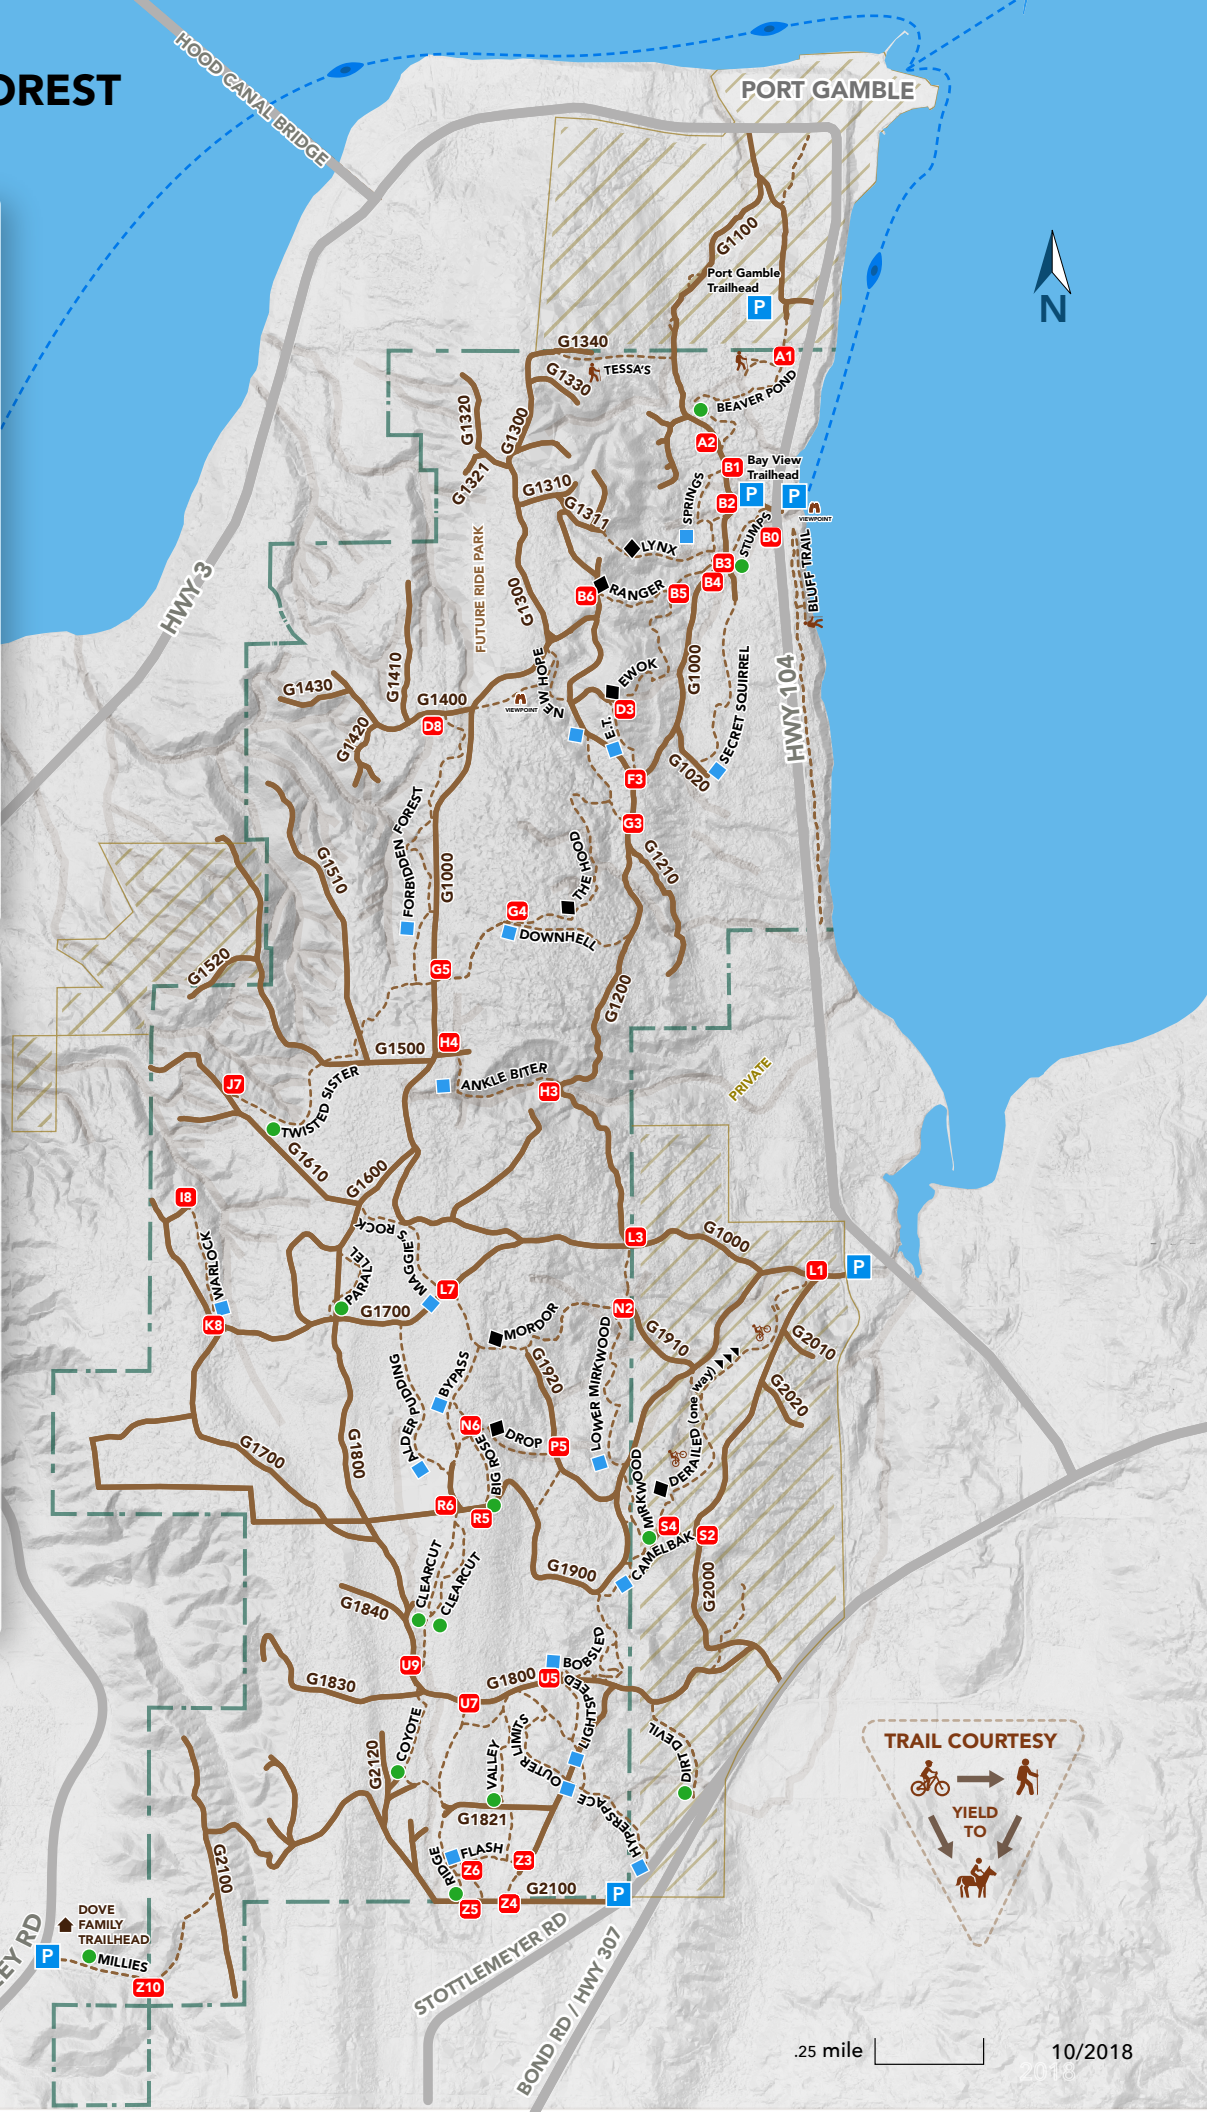 OREST
HOOD CANAL BRIDGE
PORT GAMBLE
G1100
Port Gamble
Trailhead
P
N
G1340
A1
TESSA'S
G1330
BEAVER POND
G1320
G1300
A2
G1321
B1
Bay View
Trailhead
P
P
G1310
SPRINGS
B2
VIEWPOINT
G1311
STUMPS
B0
LYNX
B3
B4
BLUFF TRAIL
HWY 3
FUTURE RIDE PARK
G1300
B6
RANGER
B5
G1430
G1410
G1400
NEW HOPE
EWOK
G1000
SECRET SQUIRREL
HWY 104
VIEWPOINT
D3
D8
G1420
E.T.
F3
G1020
FORBIDDEN FOREST
G3
G1510
G1000
THE HOOD
G1210
G4
DOWNHELL
G1520
G5
G1200
G1500
H4
ANKLE BITER
H3
PRIVATE
J7
TWISTED SISTER
G1610
G1600
I8
MAGGIE'S ROCK
L3
G1000
WARLOCK
PARALLEL
L7
L1
P
K8
G1700
MORDOR
N2
G1910
G2010
ALDER PUDDING
BYPASS
G1920
LOWER MIRKWOOD
DERAILED (one way)
G2020
G1700
G1800
N6
DROP
P5
BIG ROSE
MIRKWOOD
R6
R5
S4
S2
CAMELBAK
CLEARCUT
CLEARCUT
G1900
G2000
G1840
U9
BOBSLED
G1830
G1800
U5
U7
LIGHTSPEED
COYOTE
G2120
VALLEY
OUTER LIMITS
DIRT DEVIL
G1821
HYPERSPACE
G2100
RIDGE
FLASH
Z6
Z3
Z5
Z4
G2100
P
TRAIL COURTESY
YIELD
TO
DOVE
FAMILY
TRAILHEAD
P
MILLIES
Z10
EY RD
STOTTLEMEYER RD
BOND RD / HWY 307
.25 mile
10/2018
2018